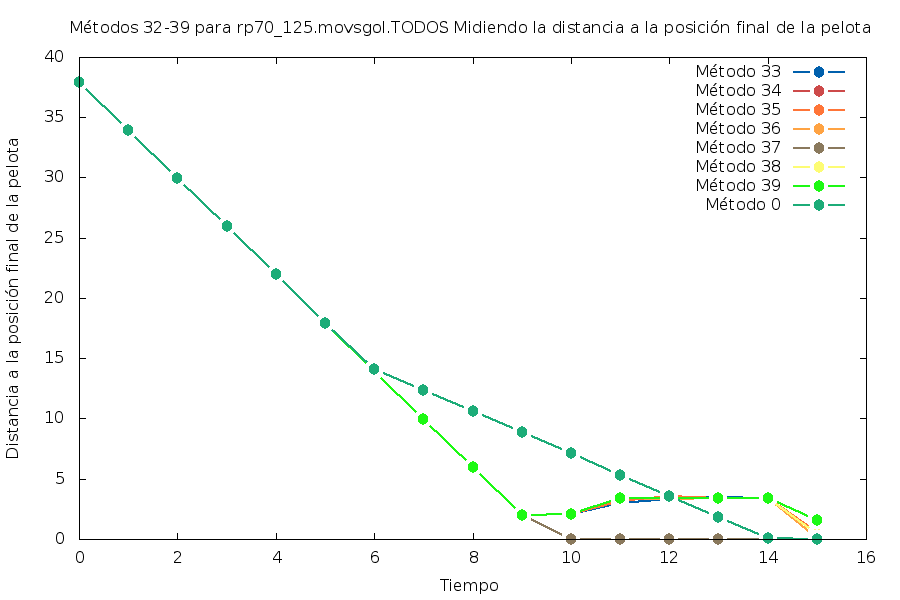 Métodos 32-39 para rp70_125.movsgol.TODOS Midiendo la distancia a la posición final de la pelota
40
35
30
25
20
15
10
5
0
Distancia a la posición final de la pelota
Método 33
Método 34
Método 35
Método 36
Método 37
Método 38
Método 39
Método 0
0 2 4 6 8 10 12 14 16
Tiempo